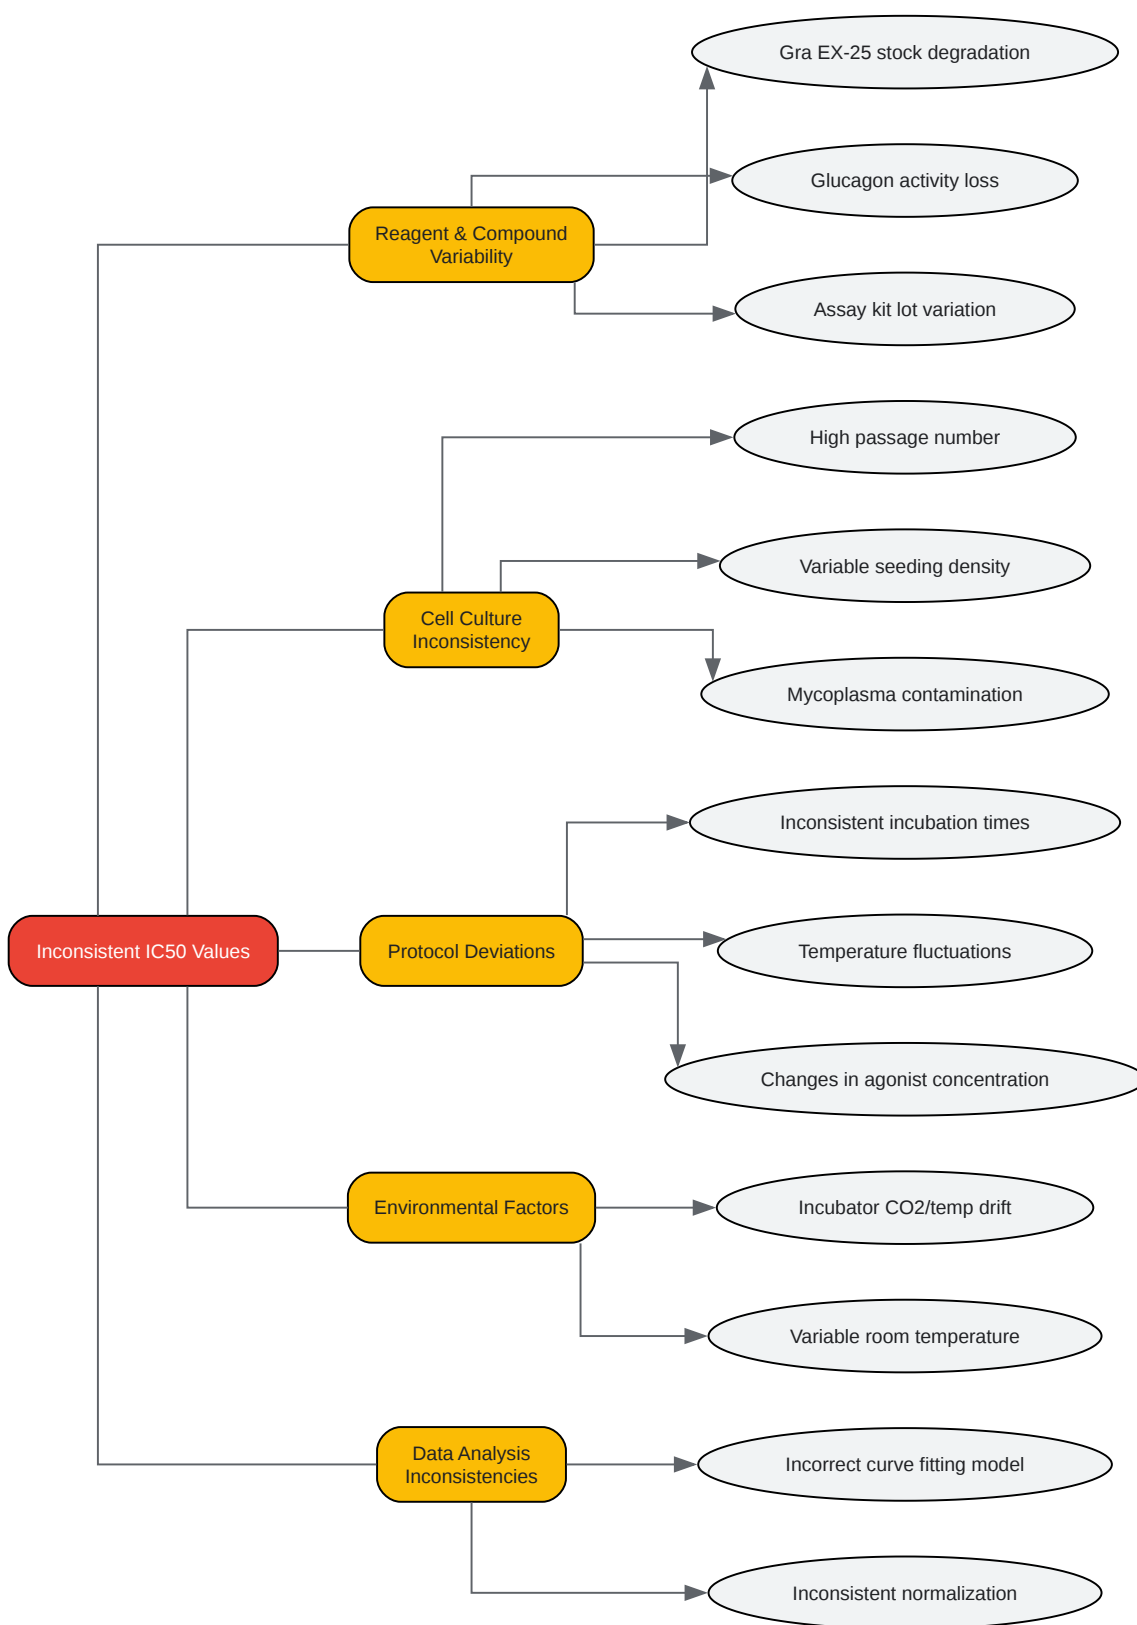 Gra EX-25 stock degradation
Glucagon activity loss
Reagent & Compound
Variability
Assay kit lot variation
High passage number
Variable seeding density
Cell Culture
Inconsistency
Mycoplasma contamination
Inconsistent incubation times
Inconsistent IC50 Values
Protocol Deviations
Temperature fluctuations
Changes in agonist concentration
Environmental Factors
Incubator CO2/temp drift
Variable room temperature
Data Analysis
Inconsistencies
Incorrect curve fitting model
Inconsistent normalization